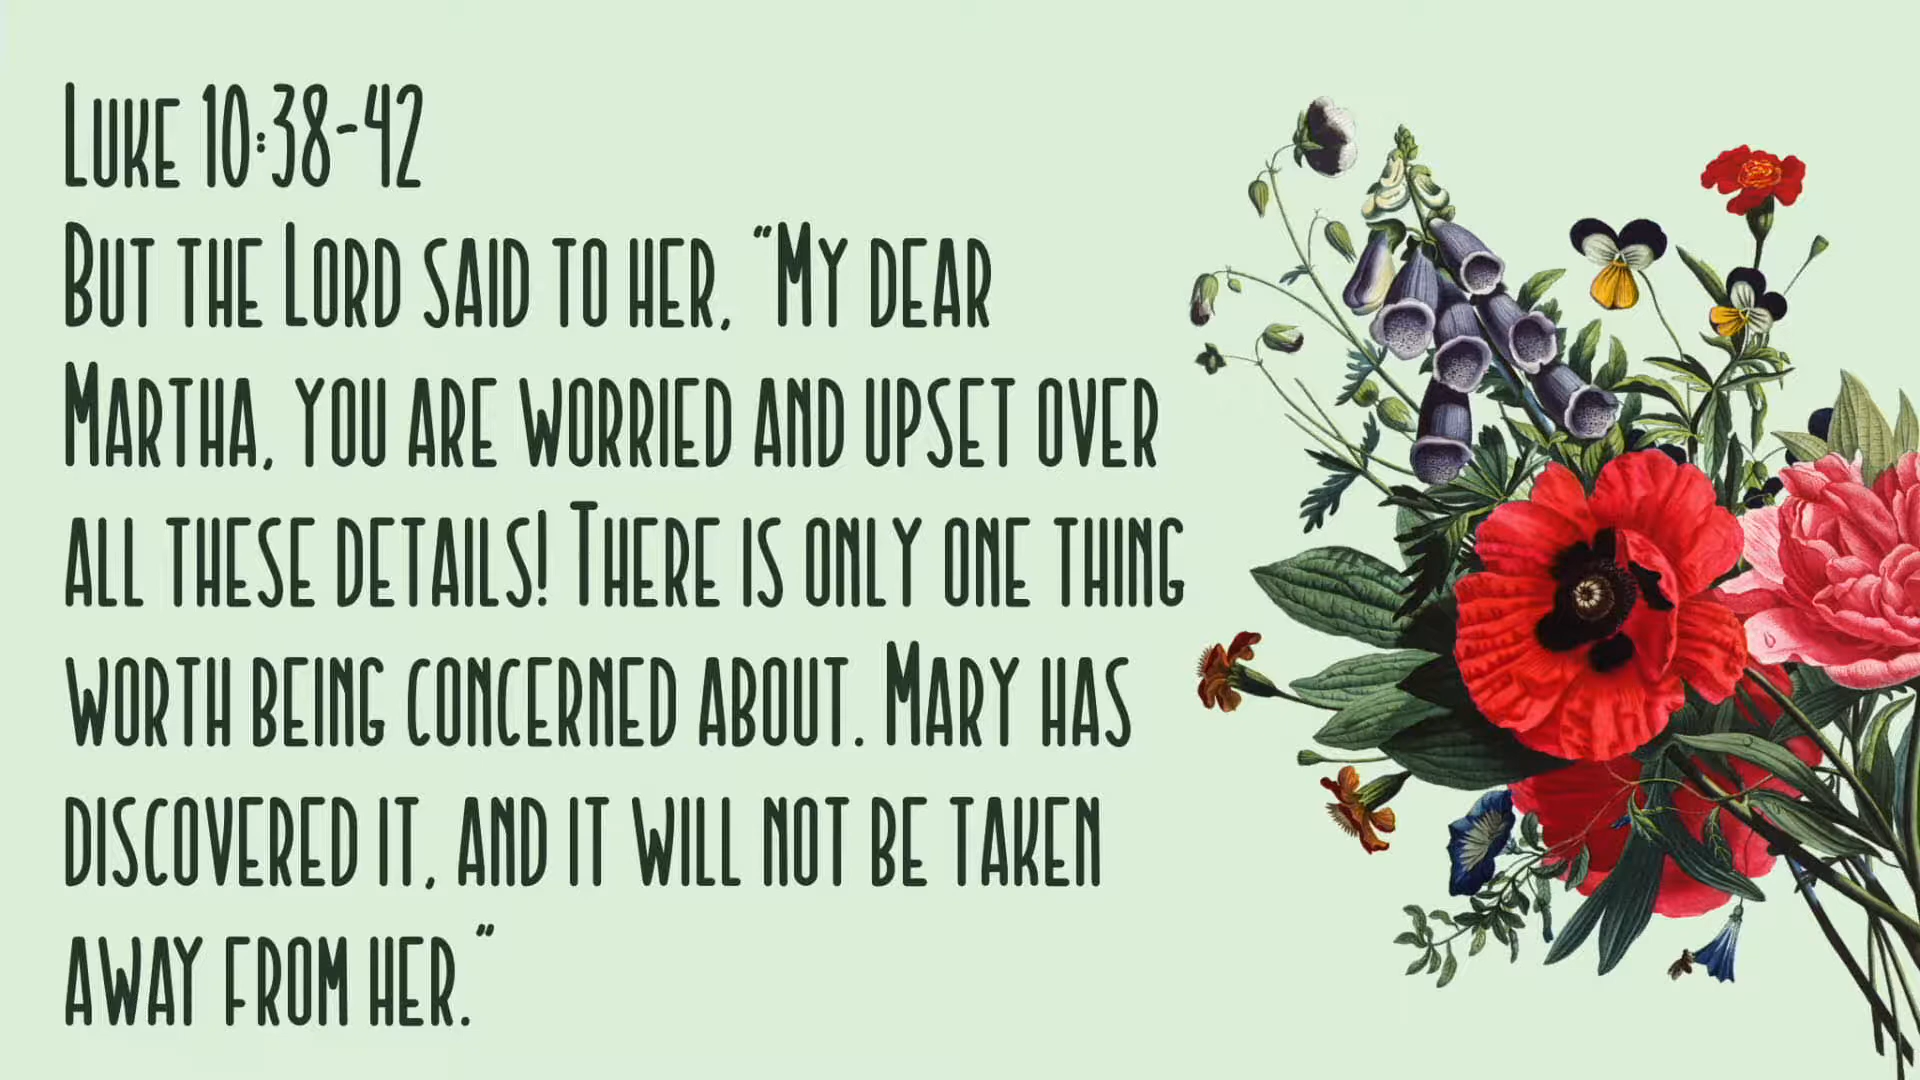 Luke 10:38-42
But the Lord said to her, "My dear
Martha, you are worried and upset over
all these details! There is only one thing
worth being concerned about. Mary has
discovered it, and it will not be taken
away from her."